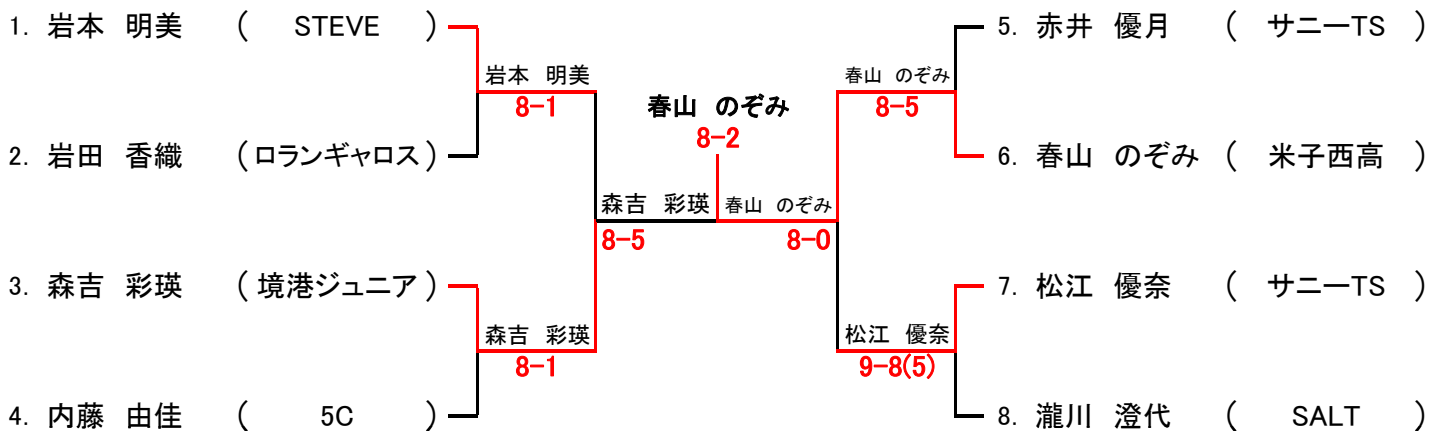 1. 岩本 明美 ( STEVE )
岩本 明美
8-1
2. 岩田 香織 (ロランギャロス)
森吉 彩瑛
8-5
3. 森吉 彩瑛 (境港ジュニア)
森吉 彩瑛
8-1
4. 内藤 由佳 ( 5C )
春山 のぞみ
8-2
5. 赤井 優月 ( サニーTS )
春山 のぞみ
8-5
6. 春山 のぞみ ( 米子西高 )
春山 のぞみ
8-0
7. 松江 優奈 ( サニーTS )
松江 優奈
9-8(5)
8. 瀧川 澄代 ( SALT )